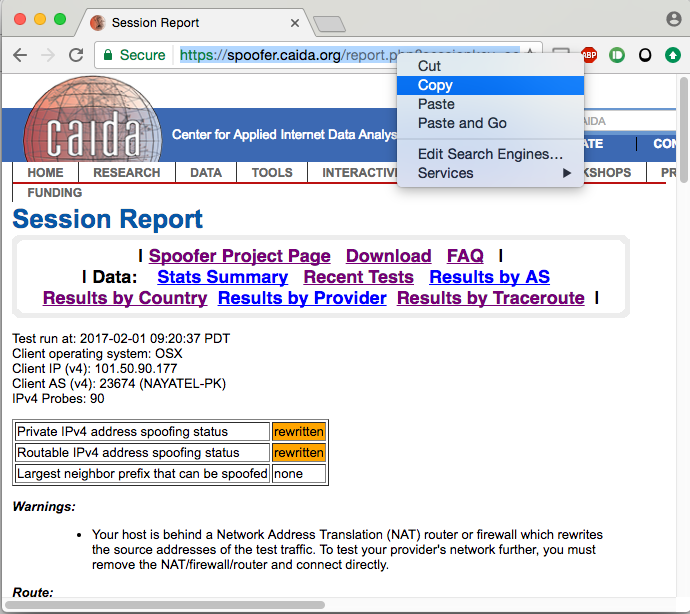 Session Report
Secure https://spoofer.caida.org/report.php?sessionkey=
ABP
Cut
Copy
Paste
Paste and Go
Edit Search Engines...
Services
caida
Center for Applied Internet Data Analys
AIDA
ATE
CON
HOME RESEARCH DATA TOOLS INTERACTIV KSHOPS PR
FUNDING
Session Report
| Spoofer Project Page Download FAQ |
| Data: Stats Summary Recent Tests Results by AS
Results by Country Results by Provider Results by Traceroute |
Test run at: 2017-02-01 09:20:37 PDT
Client operating system: OSX
Client IP (v4): 101.50.90.177
Client AS (v4): 23674 (NAYATEL-PK)
IPv4 Probes: 90
Private IPv4 address spoofing status rewritten
Routable IPv4 address spoofing status rewritten
Largest neighbor prefix that can be spoofed none
Warnings:
• Your host is behind a Network Address Translation (NAT) router or firewall which rewrites
the source addresses of the test traffic. To test your provider's network further, you must
remove the NAT/firewall/router and connect directly.
Route: